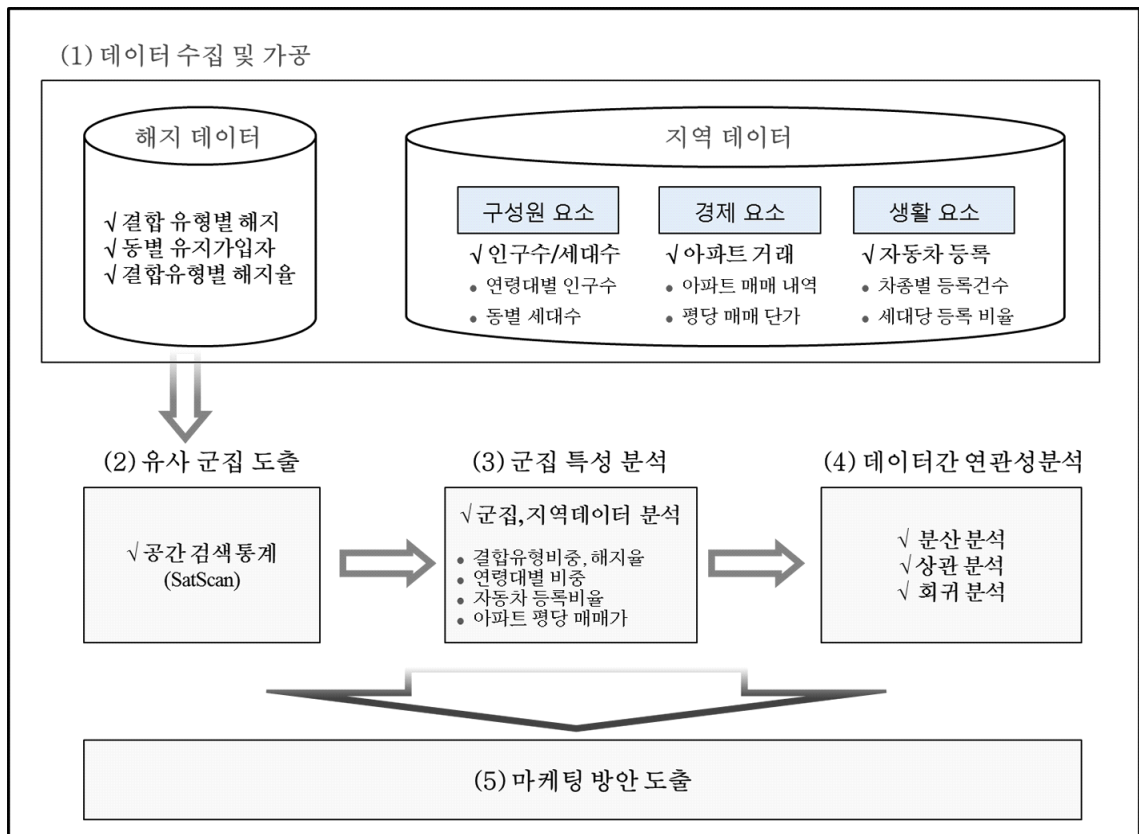 (1) 데이터 수집 및 가공
해지 데이터
√ 결합 유형별 해지
√ 동별 유지가입자
√ 결합유형별 해지율
지역 데이터
구성원 요소
√ 인구수/세대수
• 연령대별 인구수
• 동별 세대수
경제 요소
√ 아파트 거래
• 아파트 매매 내역
• 평당 매매 단가
생활 요소
√ 자동차 등록
• 차종별 등록건수
• 세대당 등록 비율
(2) 유사 군집 도출
√ 공간 검색통계
(SatScan)
(3) 군집 특성 분석
√ 군집,지역데이터 분석
• 결합유형비중, 해지율
• 연령대별 비중
• 자동차 등록비율
• 아파트 평당 매매가
(4) 데이터간 연관성분석
√ 분산 분석
√ 상관 분석
√ 회귀 분석
(5) 마케팅 방안 도출